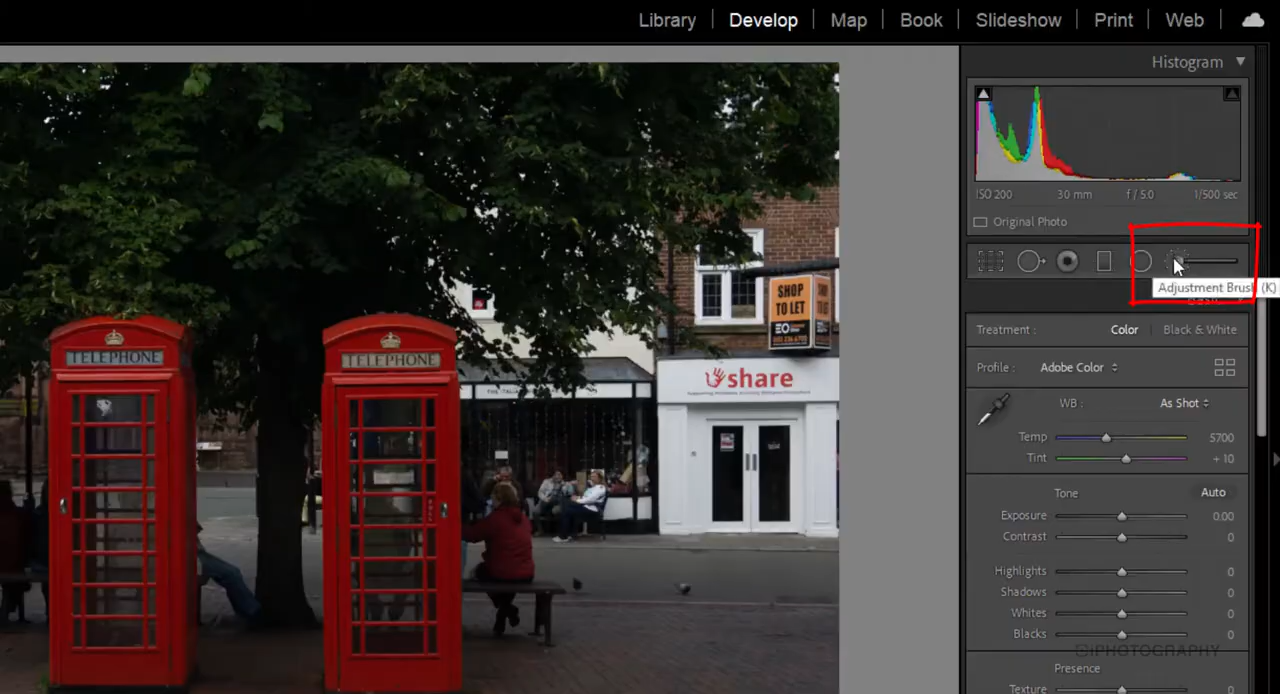 Library | Develop | Map | Book | Slideshow | Print | Web
Histogram
ISO 200 30 mm f / 5.0 1/500 sec
Original Photo
Adjustment Brush (K)
Treatment : Color | Black & White
Profile : Adobe Color
WB : As Shot
Temp 5700
Tint + 10
Tone Auto
Exposure 0.00
Contrast 0
Highlights 0
Shadows 0
Whites 0
Blacks 0
iPHOTOGRAPHY
Presence
Texture 0
SHOP
TO LET
EO
TELEPHONE
TELEPHONE
share